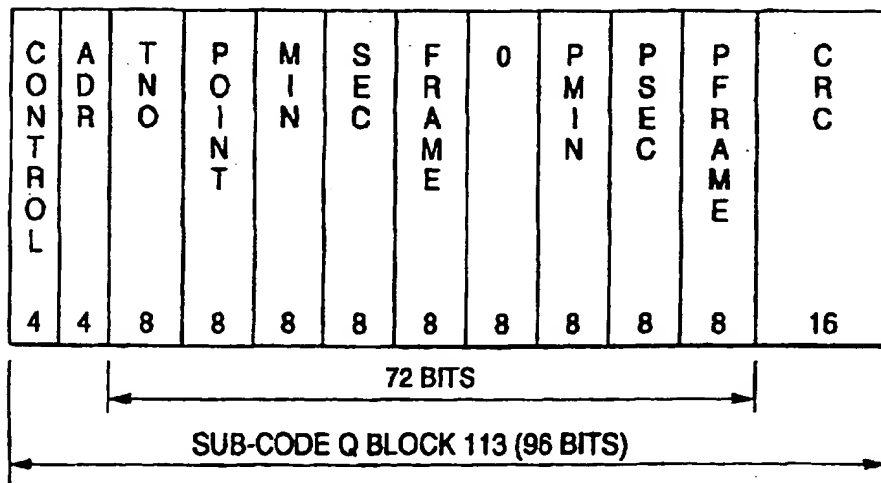 CONTROL ADR TNO POINT MIN SEC FRAME 0 PMIN PSEC PFRAME CRC
4 4 8 8 8 8 8 8 8 8 8 16
72 BITS
SUB-CODE Q BLOCK 113 (96 BITS)